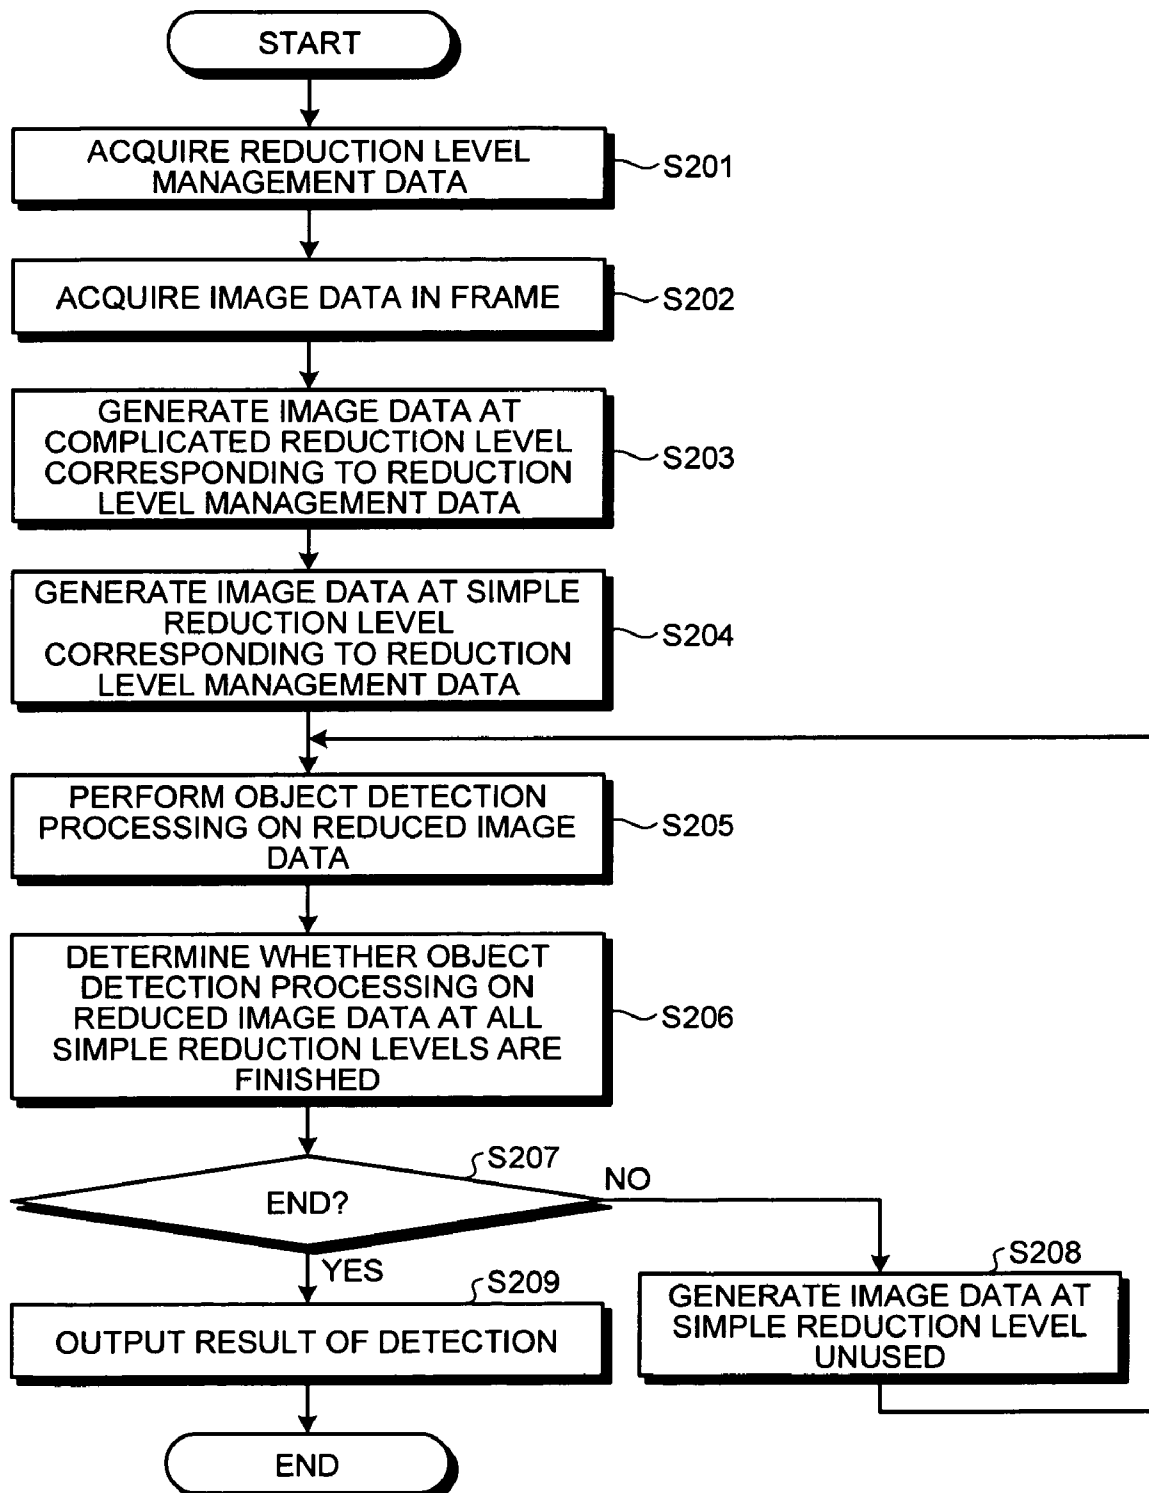 START
ACQUIRE REDUCTION LEVEL
MANAGEMENT DATA
S201
ACQUIRE IMAGE DATA IN FRAME
S202
GENERATE IMAGE DATA AT
COMPLICATED REDUCTION LEVEL
CORRESPONDING TO REDUCTION
LEVEL MANAGEMENT DATA
S203
GENERATE IMAGE DATA AT SIMPLE
REDUCTION LEVEL
CORRESPONDING TO REDUCTION
LEVEL MANAGEMENT DATA
S204
PERFORM OBJECT DETECTION
PROCESSING ON REDUCED IMAGE
DATA
S205
DETERMINE WHETHER OBJECT
DETECTION PROCESSING ON
REDUCED IMAGE DATA AT ALL
SIMPLE REDUCTION LEVELS ARE
FINISHED
S206
S207
END?
NO
YES
S208
GENERATE IMAGE DATA AT
SIMPLE REDUCTION LEVEL
UNUSED
S209
OUTPUT RESULT OF DETECTION
END